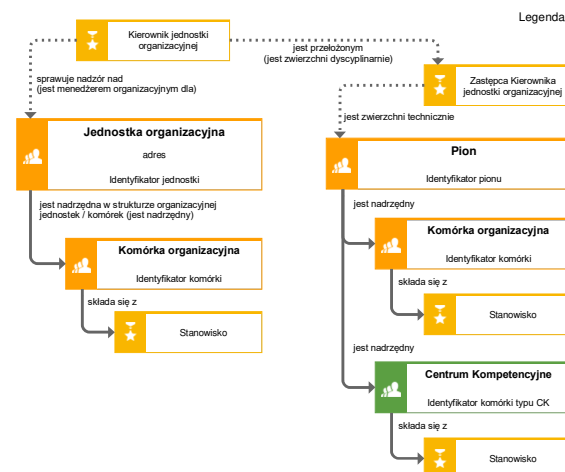 Legenda
Kierownik jednostki
organizacyjnej
jest przełożonym
(jest zwierzchni dyscyplinarnie)
sprawuje nadzór nad
(jest menedżerem organizacyjnym dla)
Zastępca Kierownika
jednostki organizacyjnej
jest zwierzchni technicznie
Jednostka organizacyjna
adres
Identyfikator jednostki
Pion
Identyfikator pionu
jest nadrzędna w strukturze organizacyjnej
jednostek / komórek (jest nadrzędny)
jest nadrzędny
Komórka organizacyjna
Identyfikator komórki
Komórka organizacyjna
Identyfikator komórki
składa się z
Stanowisko
składa się z
Stanowisko
jest nadrzędny
Centrum Kompetencyjne
Identyfikator komórki typu CK
składa się z
Stanowisko